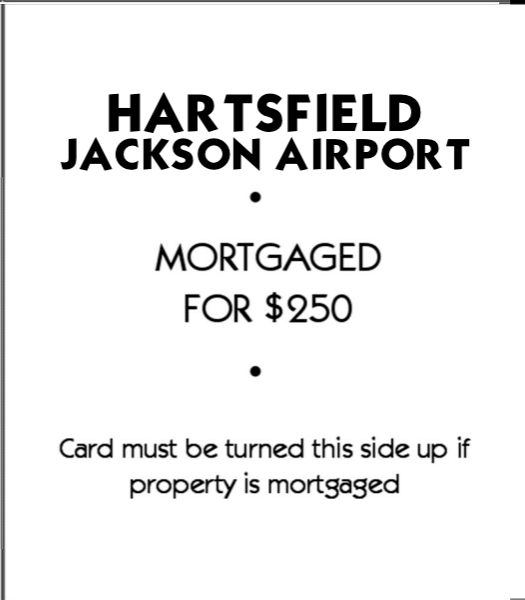 HARTSFIELD
JACKSON AIRPORT
•
MORTGAGED
FOR $250
•
Card must be turned this side up if
property is mortgaged